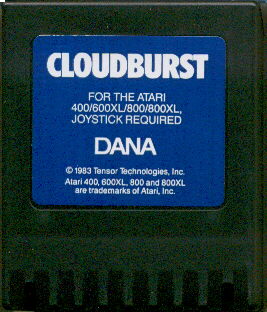 CLOUDBURST
FOR THE ATARI
400/600XL/800/800XL,
JOYSTICK REQUIRED
DANA
© 1983 Tensor Technologies, Inc.
Atari 400, 600XL, 800 and 800XL
are trademarks of Atari, Inc.